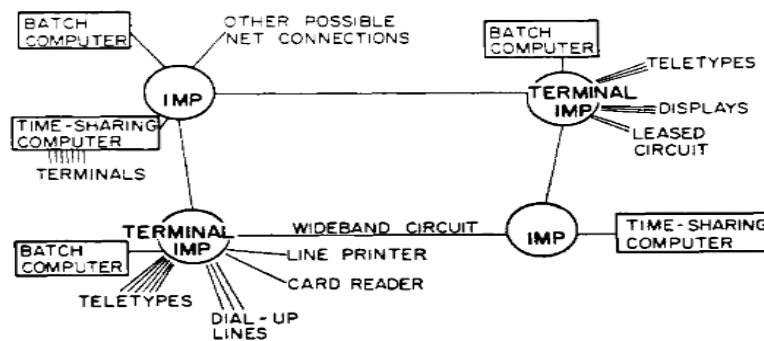 BATCH
COMPUTER
OTHER POSSIBLE
NET CONNECTIONS
IMP
TIME-SHARING
COMPUTER
TERMINALS
BATCH
COMPUTER
TELETYPES
TERMINAL
IMP
DISPLAYS
LEASED
CIRCUIT
TERMINAL
IMP
WIDEBAND CIRCUIT
IMP
TIME-SHARING
COMPUTER
BATCH
COMPUTER
LINE PRINTER
CARD READER
TELETYPES
DIAL-UP
LINES